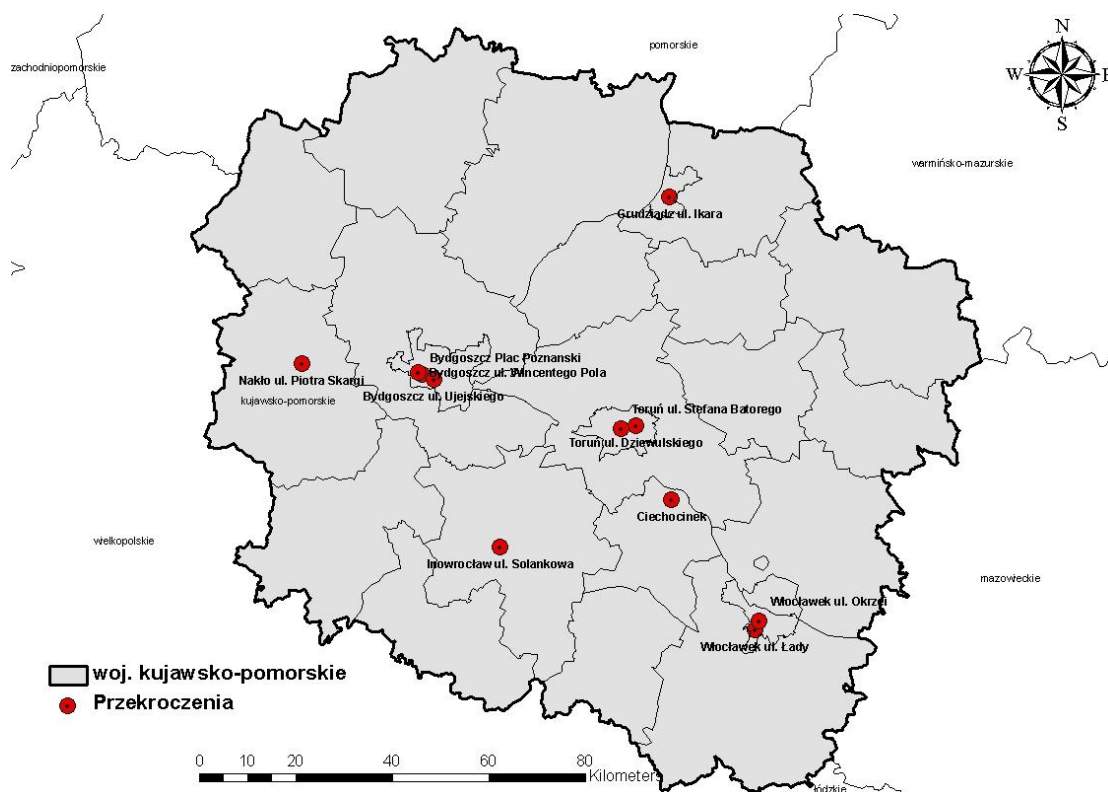 pomorskie
zachodniopomorskie
N
W
E
S
warmińsko-mazurskie
Grudziądz ul. Ikara
Bydgoszcz Plac Poznanski
Bydgoszcz ul. Wincentego Pola
Nakło ul. Piotra Skargi
Bydgoszcz ul. Ujejskiego
kujawsko-pomorskie
Toruń ul. Stefana Batorego
Toruń ul. Dziewulskiego
Ciechocinek
wielkopolskie
Inowrocław ul. Solankowa
mazowieckie
Włocławek ul. Okrzei
Włocławek ul. Łady
woj. kujawsko-pomorskie
Przekroczenia
0 10 20 40 60 80
Kilometers
łódzkie